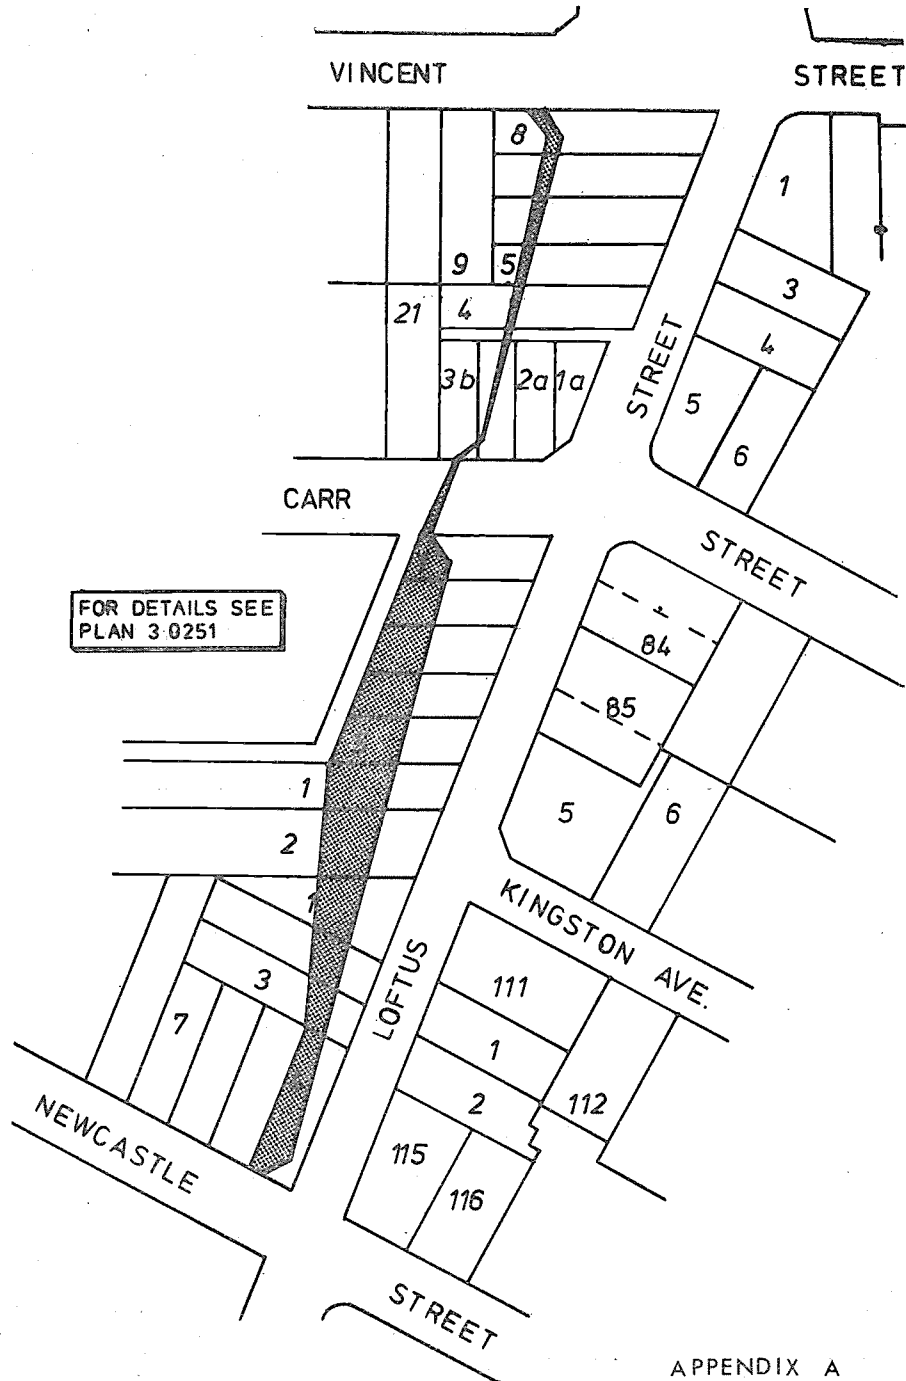 VINCENT STREET
8
1
9 5
3
21 4
4
3b 2a 1a
STREET
5
6
CARR
STREET
FOR DETAILS SEE
PLAN 3.0251
84
85
1
5 6
2
KINGSTON AVE.
1
3
LOFTUS
111
7
1
2 112
NEWCASTLE
115
116
STREET
APPENDIX A